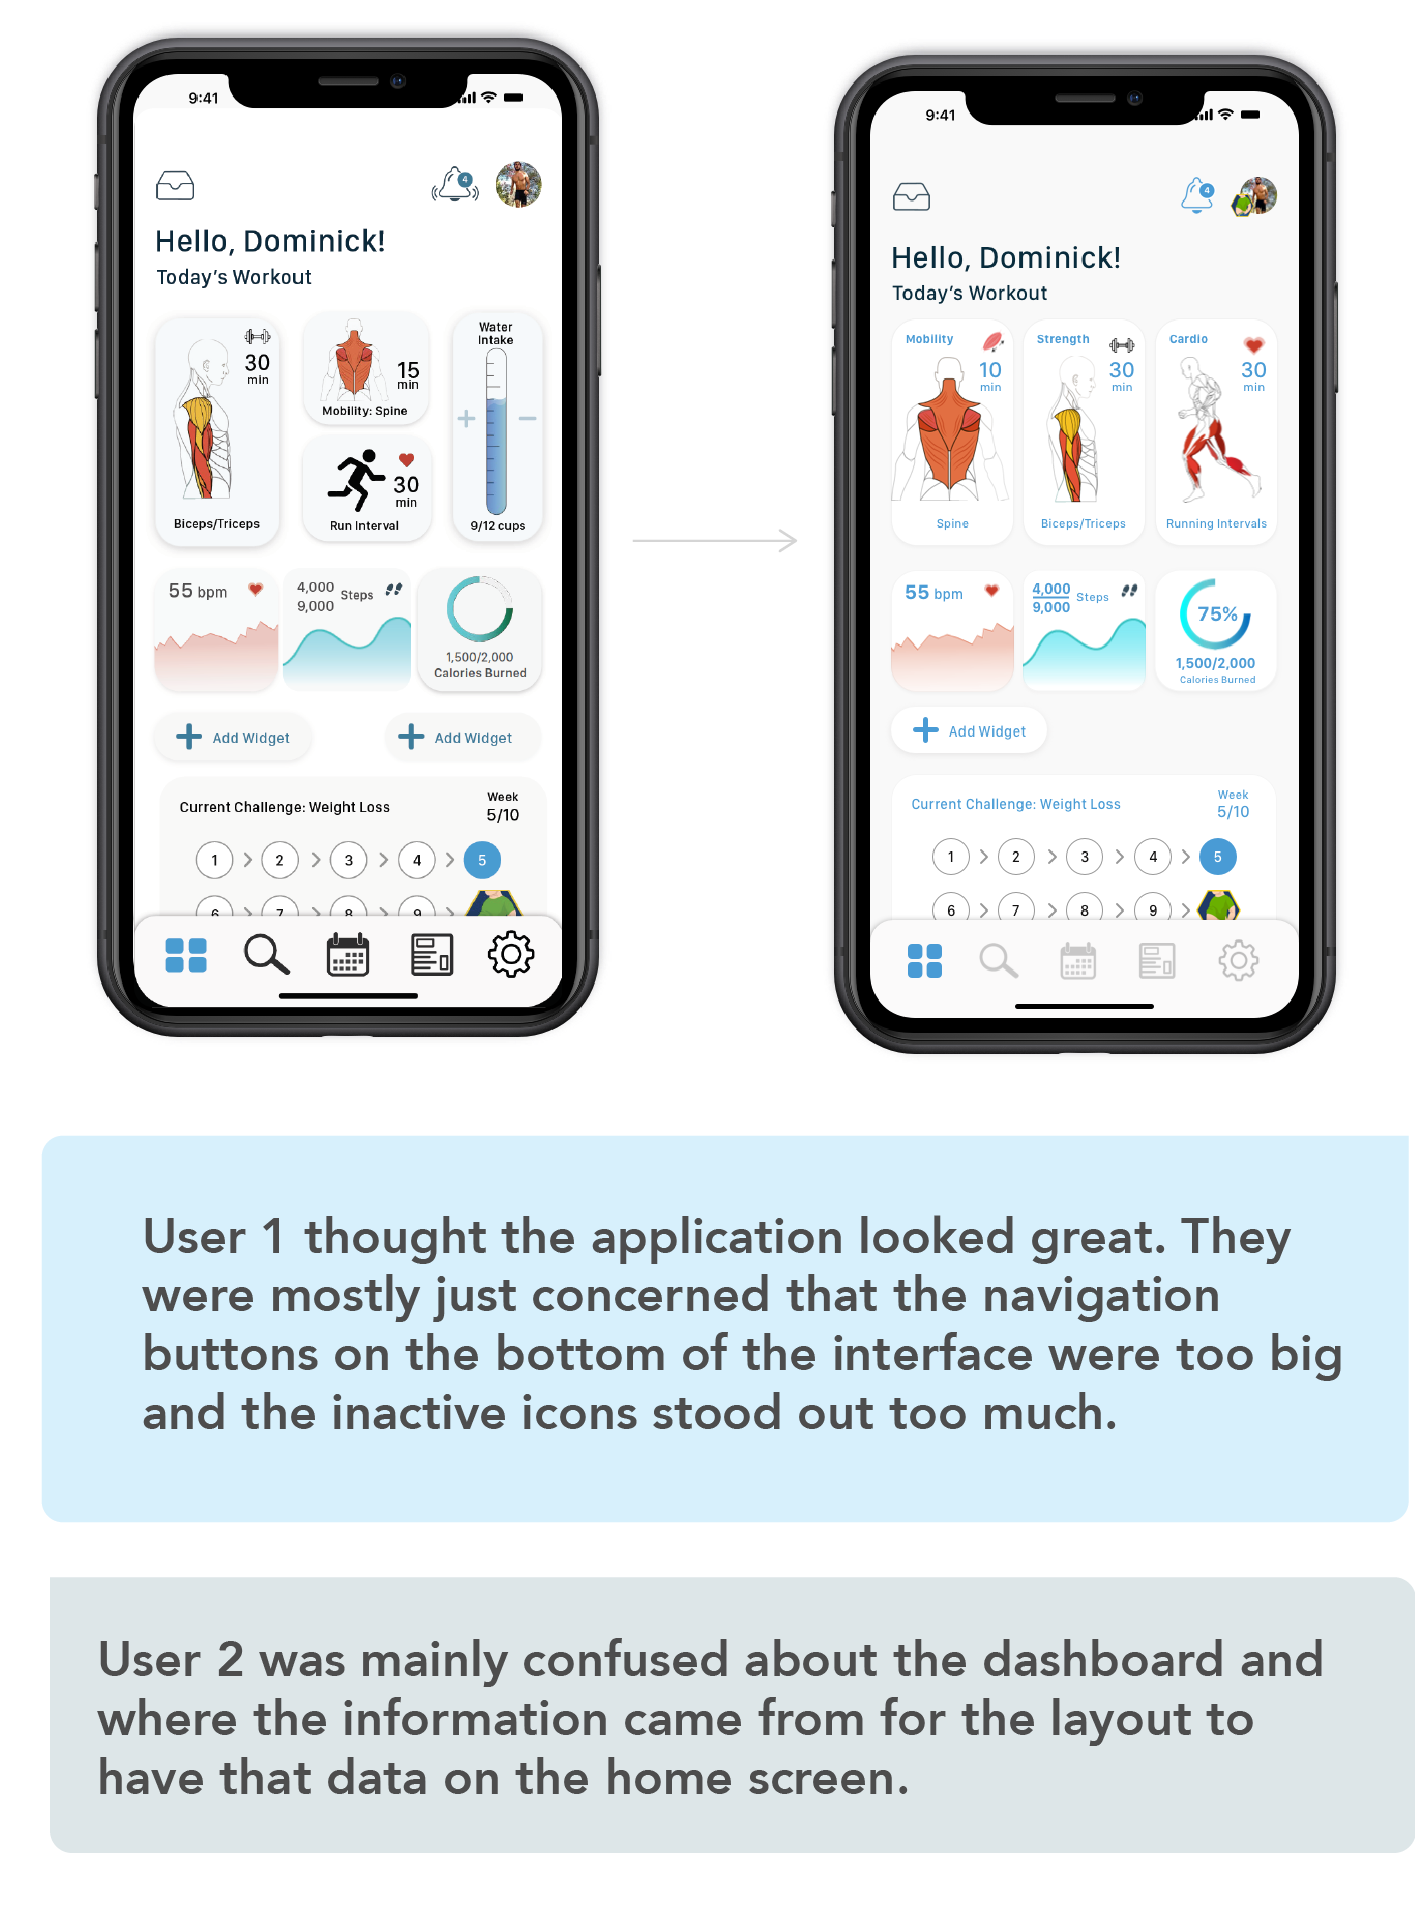 9:41
4
Hello, Dominick!
Today's Workout
30
min
Biceps/Triceps
15
min
Mobility: Spine
30
min
Run Interval
Water
Intake
9/12 cups
55 bpm
4,000
9,000
Steps
1,500/2,000
Calories Burned
Add Widget
Add Widget
Current Challenge: Weight Loss
Week
5/10
1 2 3 4 5
6 7 8 9
9:41
4
Hello, Dominick!
Today's Workout
Mobility
10
min
Spine
Strength
30
min
Biceps/Triceps
Cardio
30
min
Running Intervals
55 bpm
4,000
9,000
Steps
75%
1,500/2,000
Calories Burned
Add Widget
Current Challenge: Weight Loss
Week
5/10
1 2 3 4 5
6 7 8 9
User 1 thought the application looked great. They
were mostly just concerned that the navigation
buttons on the bottom of the interface were too big
and the inactive icons stood out too much.
User 2 was mainly confused about the dashboard and
where the information came from for the layout to
have that data on the home screen.